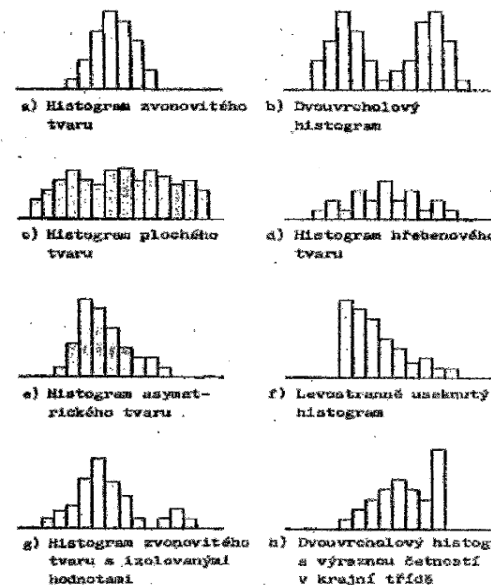 a) Histogram zvonovitého
tvaru
b) Dvouvrcholový
histogram
c) Histogram plochého
tvaru
d) Histogram hřebenového
tvaru
e) Histogram asymet-
rického tvaru
f) Levostranně useknutý
histogram
g) Histogram zvonovitého
tvaru s izolovanými
hodnotami
h) Dvouvrcholový histog
s výraznou četností
v krajní třídě